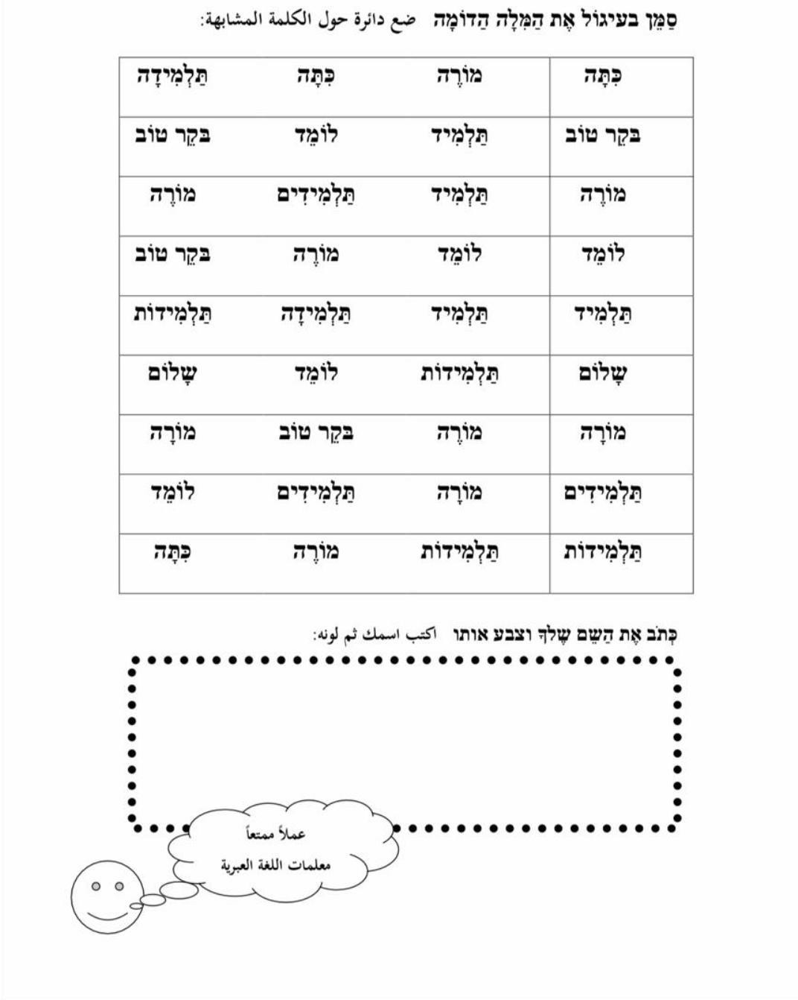 סַמֵּן בעיגוֹל אֶת הַמִּלָה הַדוֹמָה ضع دائرة حول الكلمة المشابهة:
כִּתָּה מוֹרֶה כִּתָּה תַּלְמִידָה
בּקֵר טוֹב תַּלְמִיד לוֹמֵד בּקֵר טוֹב
מוֹרֶה תַּלְמִיד תַּלְמִידִים מוֹרֶה
לוֹמֵד לוֹמֵד מוֹרֶה בּקֵר טוֹב
תַּלְמִיד תַּלְמִיד תַּלְמִידָה תַּלְמִידוֹת
שָׁלוֹם תַּלְמִידוֹת לוֹמֵד שָׁלוֹם
מוֹרָה מוֹרֶה בּקֵר טוֹב מוֹרָה
תַּלְמִידִים מוֹרָה תַּלְמִידִים לוֹמֵד
תַּלְמִידוֹת תַּלְמִידוֹת מוֹרֶה כִּתָּה
כְּתֹב אֶת הַשֵּם שֶלךָ וצבע אותו اكتب اسمك ثم لونه:
عملاً ممتعاً
معلمات اللغة العبرية